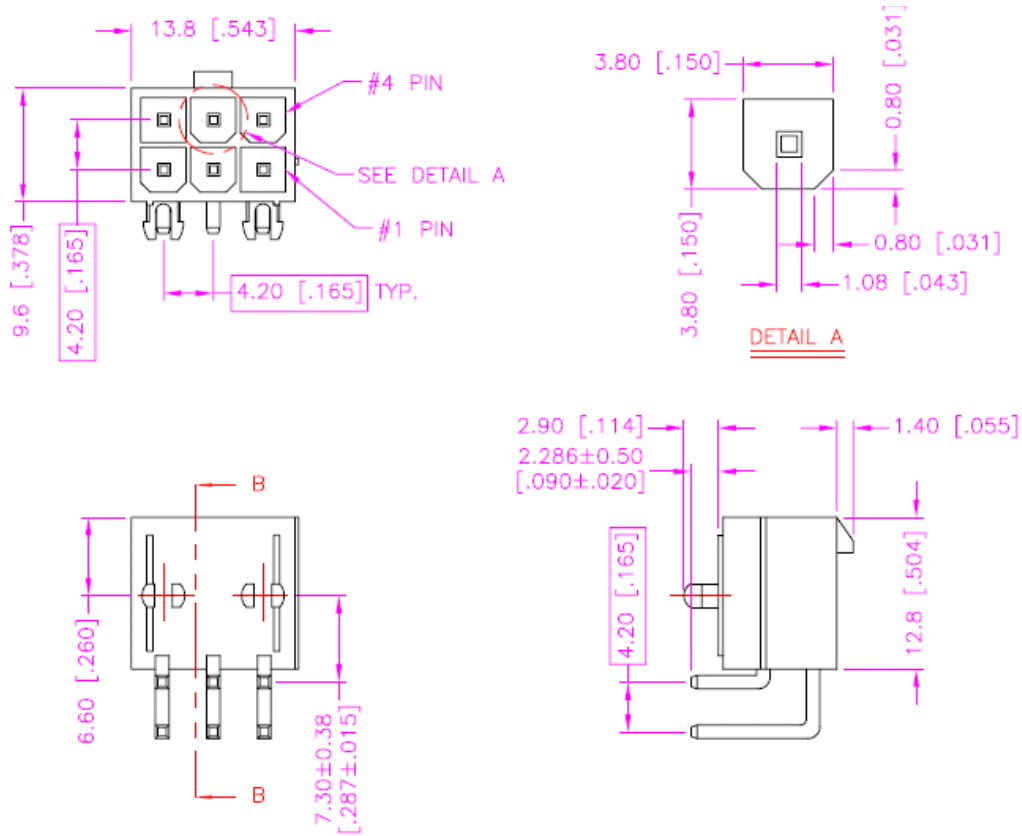 13.8 [.543]
#4 PIN
SEE DETAIL A
#1 PIN
9.6 [.378]
4.20 [.165]
4.20 [.165] TYP.
3.80 [.150]
0.80 [.031]
3.80 [.150]
0.80 [.031]
1.08 [.043]
DETAIL A
B
6.60 [.260]
7.30±0.38
[.287±.015]
B
2.90 [.114]
1.40 [.055]
2.286±0.50
[.090±.020]
4.20 [.165]
12.8 [.504]